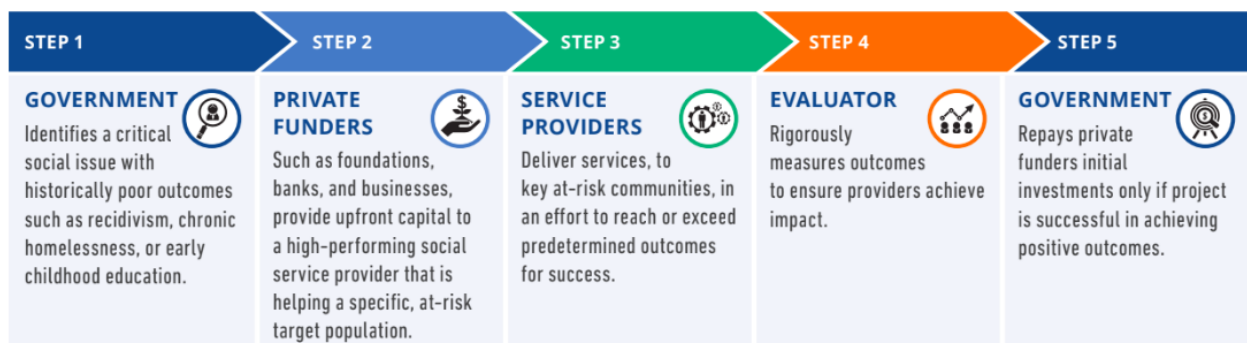 STEP 1
STEP 2
STEP 3
STEP 4
STEP 5
GOVERNMENT
Identifies a critical
social issue with
historically poor outcomes
such as recidivism, chronic
homelessness, or early
childhood education.
PRIVATE
FUNDERS
Such as foundations,
banks, and businesses,
provide upfront capital to
a high-performing social
service provider that is
helping a specific, at-risk
target population.
SERVICE
PROVIDERS
Deliver services, to
key at-risk communities, in
an effort to reach or exceed
predetermined outcomes
for success.
EVALUATOR
Rigorously
measures outcomes
to ensure providers achieve
impact.
GOVERNMENT
Repays private
funders initial
investments only if project
is successful in achieving
positive outcomes.